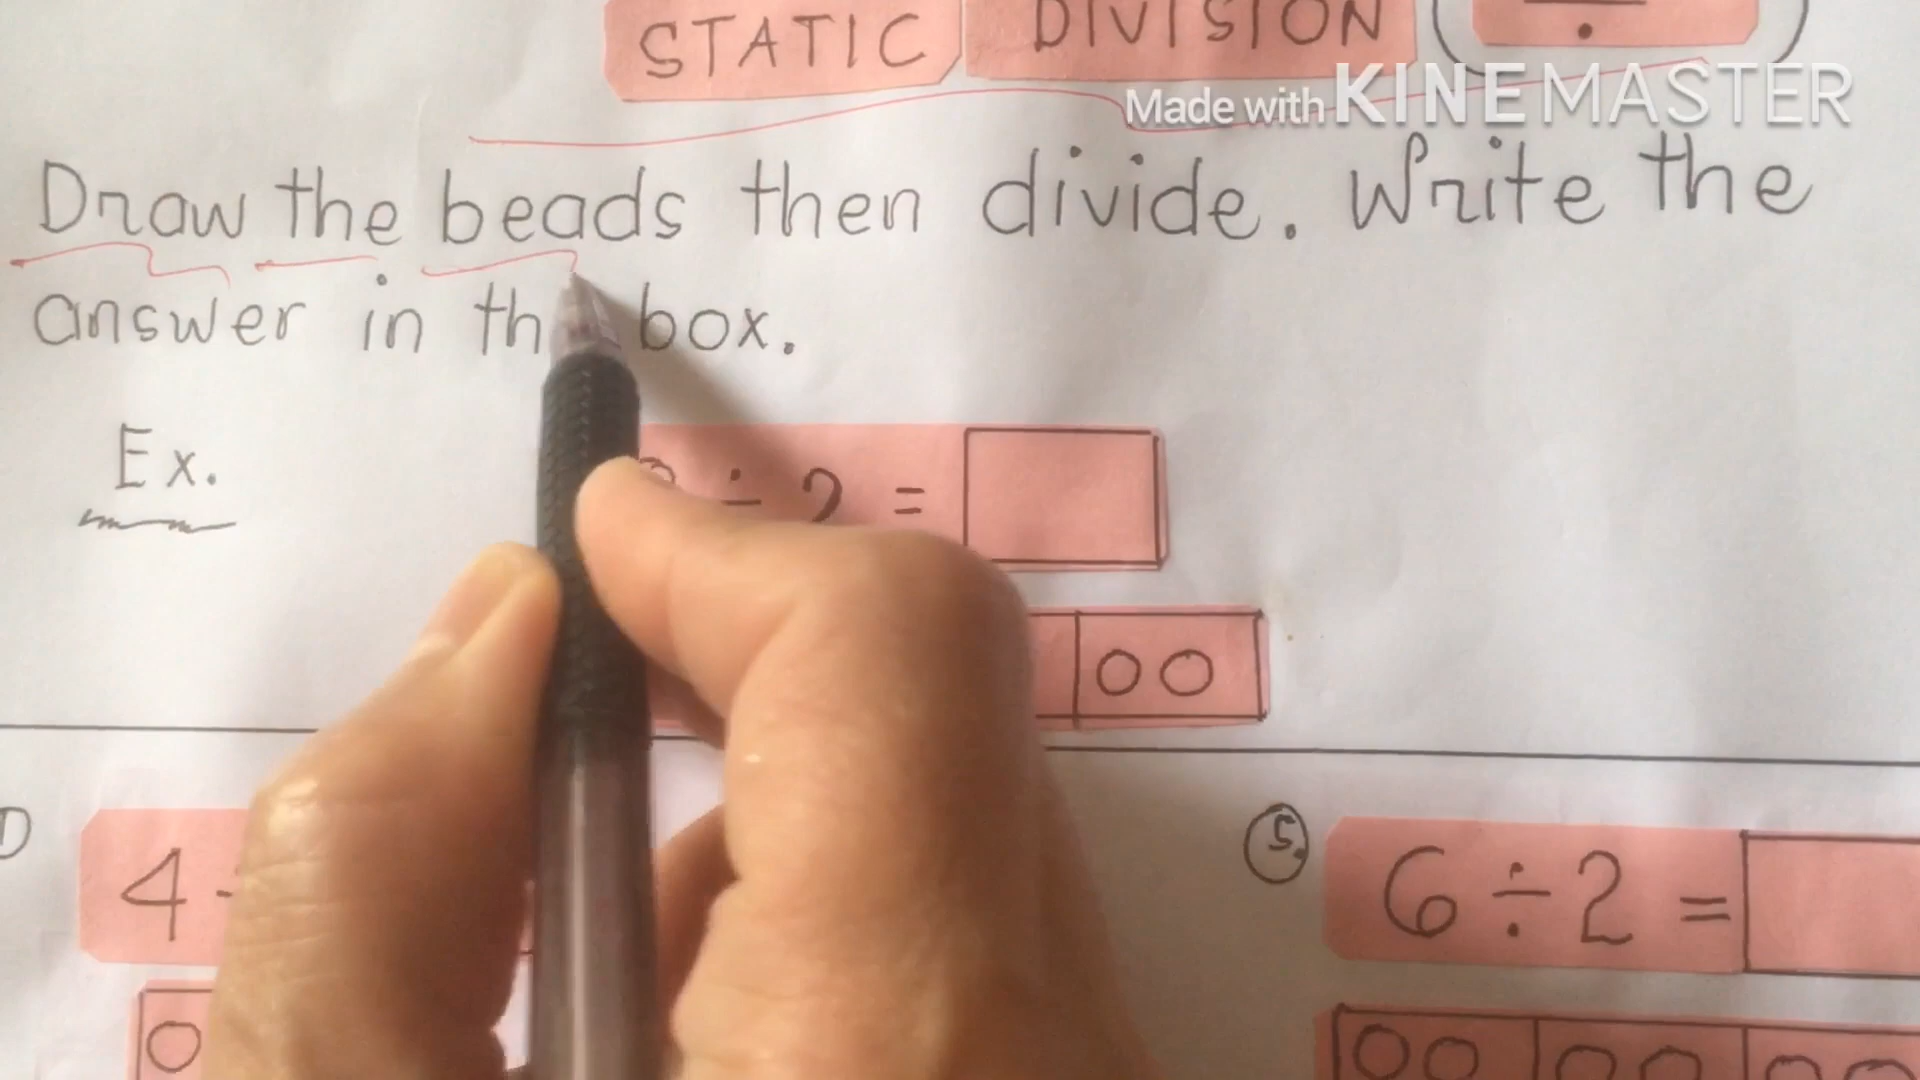 STATIC DIVISION (÷)
Made with KINEMASTER
Draw the beads then divide. Write the
answer in th box.
Ex.
÷ 2 =
4
5. 6 ÷ 2 =